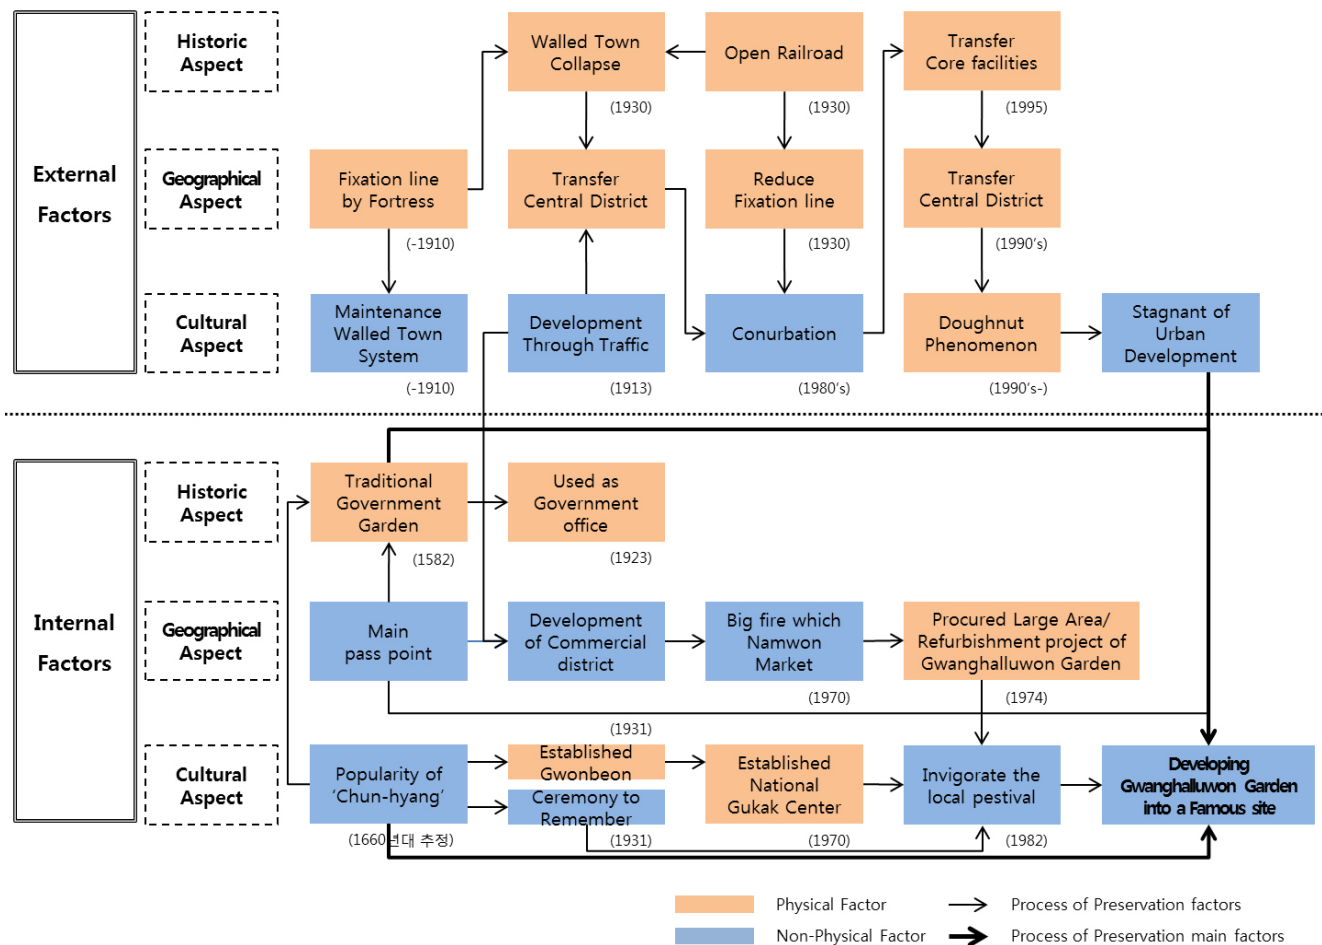 Historic
Aspect
Walled Town
Collapse
(1930)
Open Railroad
(1930)
Transfer
Core facilities
(1995)
External
Factors
Geographical
Aspect
Fixation line
by Fortress
(-1910)
Transfer
Central District
Reduce
Fixation line
(1930)
Transfer
Central District
(1990's)
Cultural
Aspect
Maintenance
Walled Town
System
(-1910)
Development
Through Traffic
(1913)
Conurbation
(1980's)
Doughnut
Phenomenon
(1990's-)
Stagnant of
Urban
Development
Internal
Factors
Historic
Aspect
Traditional
Government
Garden
(1582)
Used as
Government
office
(1923)
Geographical
Aspect
Main
pass point
Development
of Commercial
district
Big fire which
Namwon
Market
(1970)
Procured Large Area/
Refurbishment project of
Gwanghalluwon Garden
(1974)
Cultural
Aspect
Popularity of
'Chun-hyang'
(1660년대 추정)
(1931)
Established
Gwonbeon
Ceremony to
Remember
(1931)
Established
National
Gukak Center
(1970)
Invigorate the
local pestival
(1982)
Developing
Gwanghalluwon Garden
into a Famous site
Physical Factor
Process of Preservation factors
Non-Physical Factor
Process of Preservation main factors